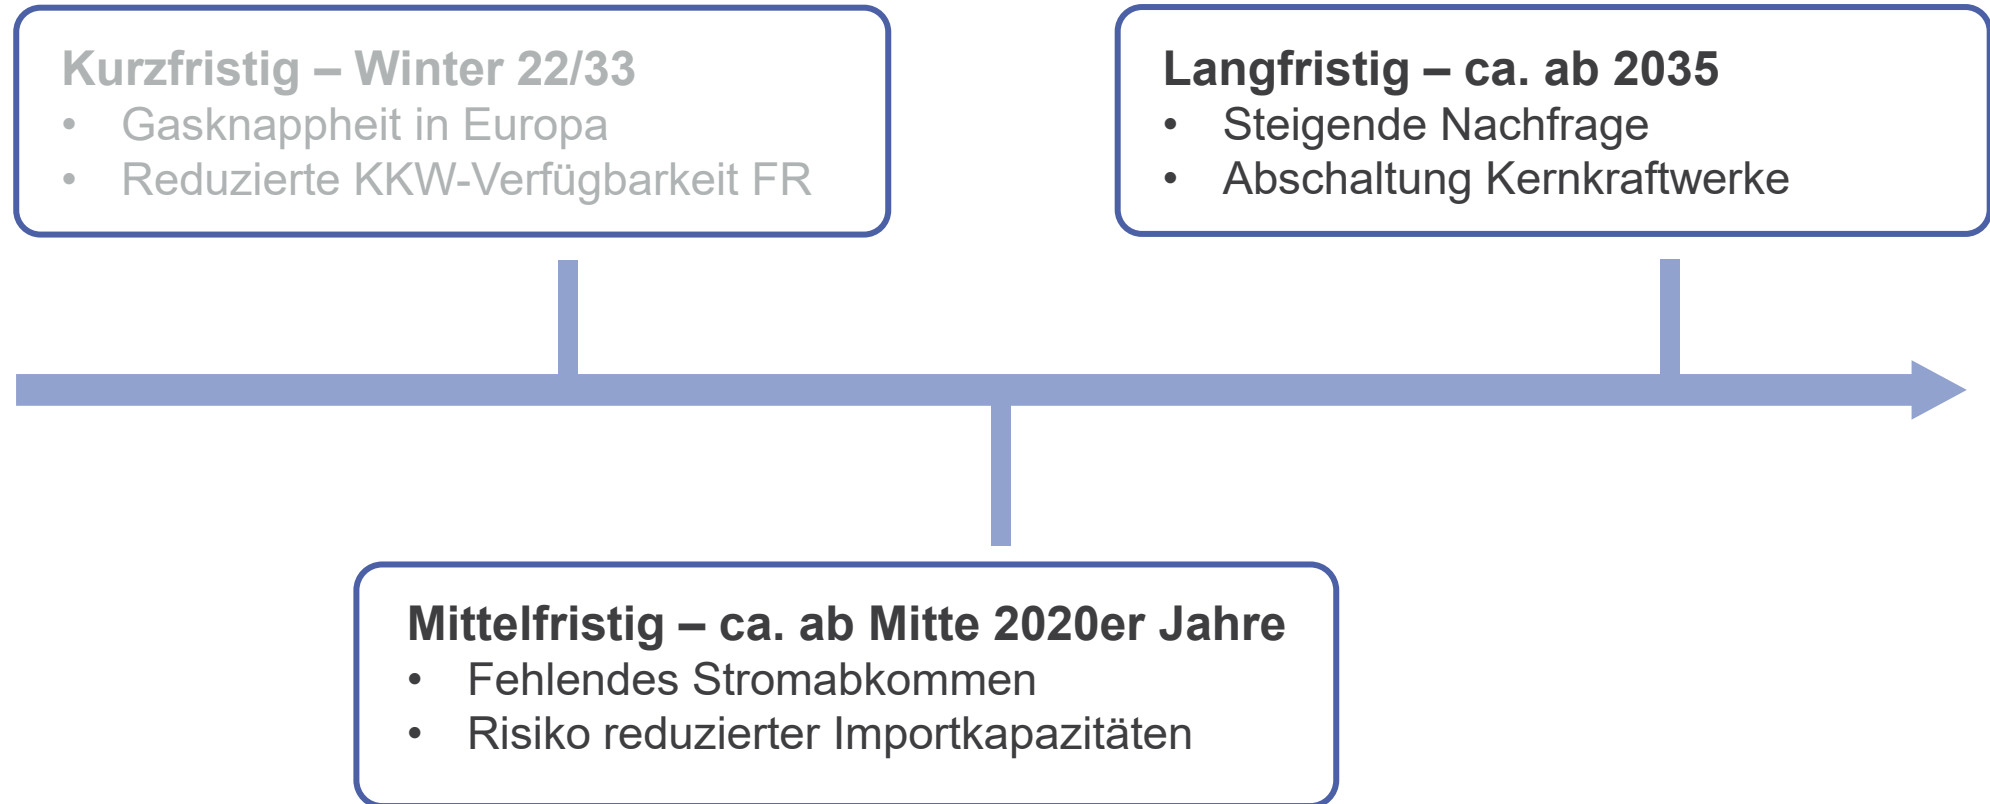 Kurzfristig – Winter 22/33
• Gasknappheit in Europa
• Reduzierte KKW-Verfügbarkeit FR
Langfristig – ca. ab 2035
• Steigende Nachfrage
• Abschaltung Kernkraftwerke
Mittelfristig – ca. ab Mitte 2020er Jahre
• Fehlendes Stromabkommen
• Risiko reduzierter Importkapazitäten